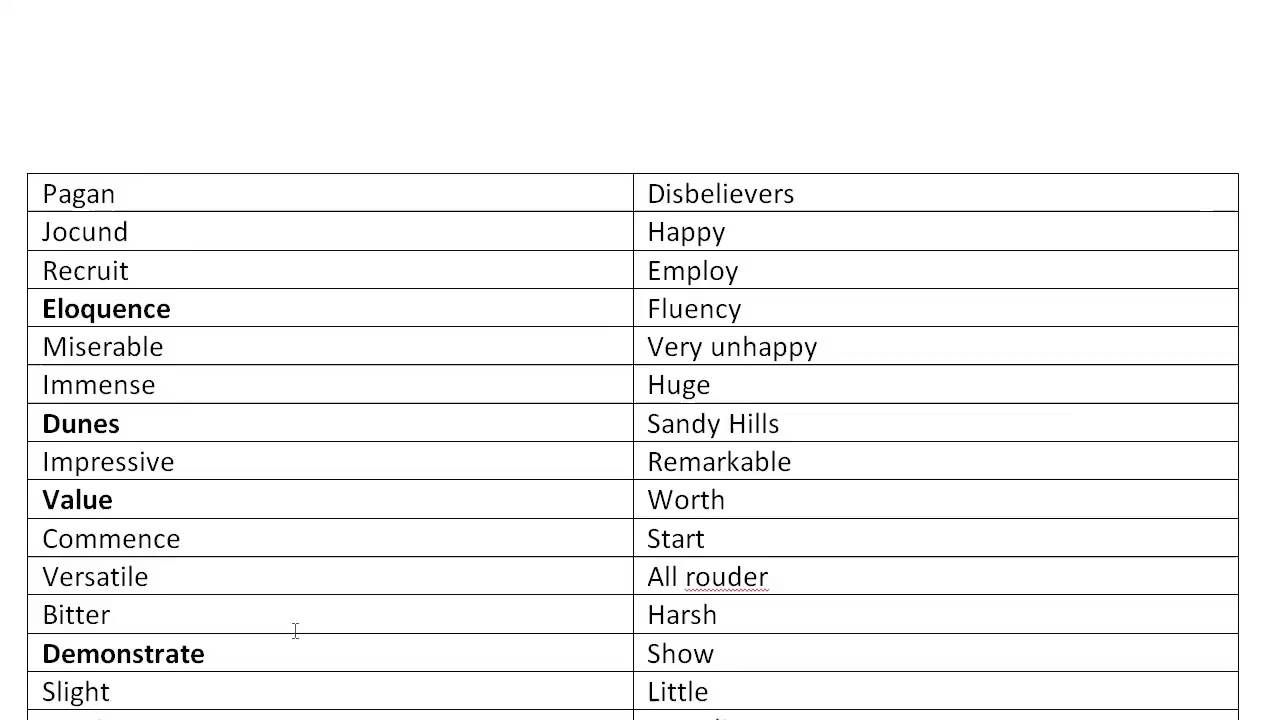 Pagan Disbelievers
Jocund Happy
Recruit Employ
Eloquence Fluency
Miserable Very unhappy
Immense Huge
Dunes Sandy Hills
Impressive Remarkable
Value Worth
Commence Start
Versatile All rouder
Bitter Harsh
Demonstrate Show
Slight Little